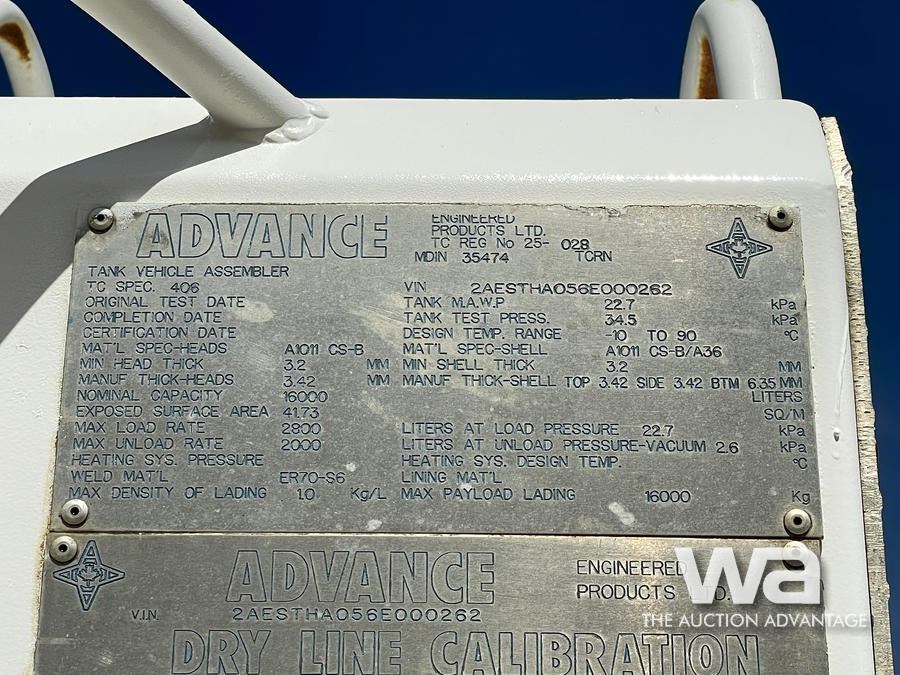 ADVANCE ENGINEERED
PRODUCTS LTD.
TC REG No 25- 028
MDIN 35474 TCRN
TANK VEHICLE ASSEMBLER
TC SPEC. 406 VIN 2AESTHA056E000262
ORIGINAL TEST DATE TANK M.A.W.P 22.7 kPa
COMPLETION DATE TANK TEST PRESS. 34.5 kPa
CERTIFICATION DATE DESIGN TEMP. RANGE -10 TO 90 °C
MAT'L SPEC-HEADS A1011 CS-B MAT'L SPEC-SHELL A1011 CS-B/A36
MIN HEAD THICK 3.2 MM MIN SHELL THICK 3.2 MM
MANUF THICK-HEADS 3.42 MM MANUF THICK-SHELL TOP 3.42 SIDE 3.42 BTM 6.35 MM
NOMINAL CAPACITY 16000 LITERS
EXPOSED SURFACE AREA 41.73 SQ/M
MAX LOAD RATE 2800 LITERS AT LOAD PRESSURE 22.7 kPa
MAX UNLOAD RATE 2000 LITERS AT UNLOAD PRESSURE-VACUUM 2.6 kPa
HEATING SYS. PRESSURE HEATING SYS. DESIGN TEMP. °C
WELD MAT'L ER70-S6 LINING MAT'L
MAX DENSITY OF LADING 1.0 Kg/L MAX PAYLOAD LADING 16000 Kg
ADVANCE ENGINEERED
PRODUCTS
V.I.N. 2AESTHA056E000262
DRY LINE CALIBRATION
wa
THE AUCTION ADVANTAGE